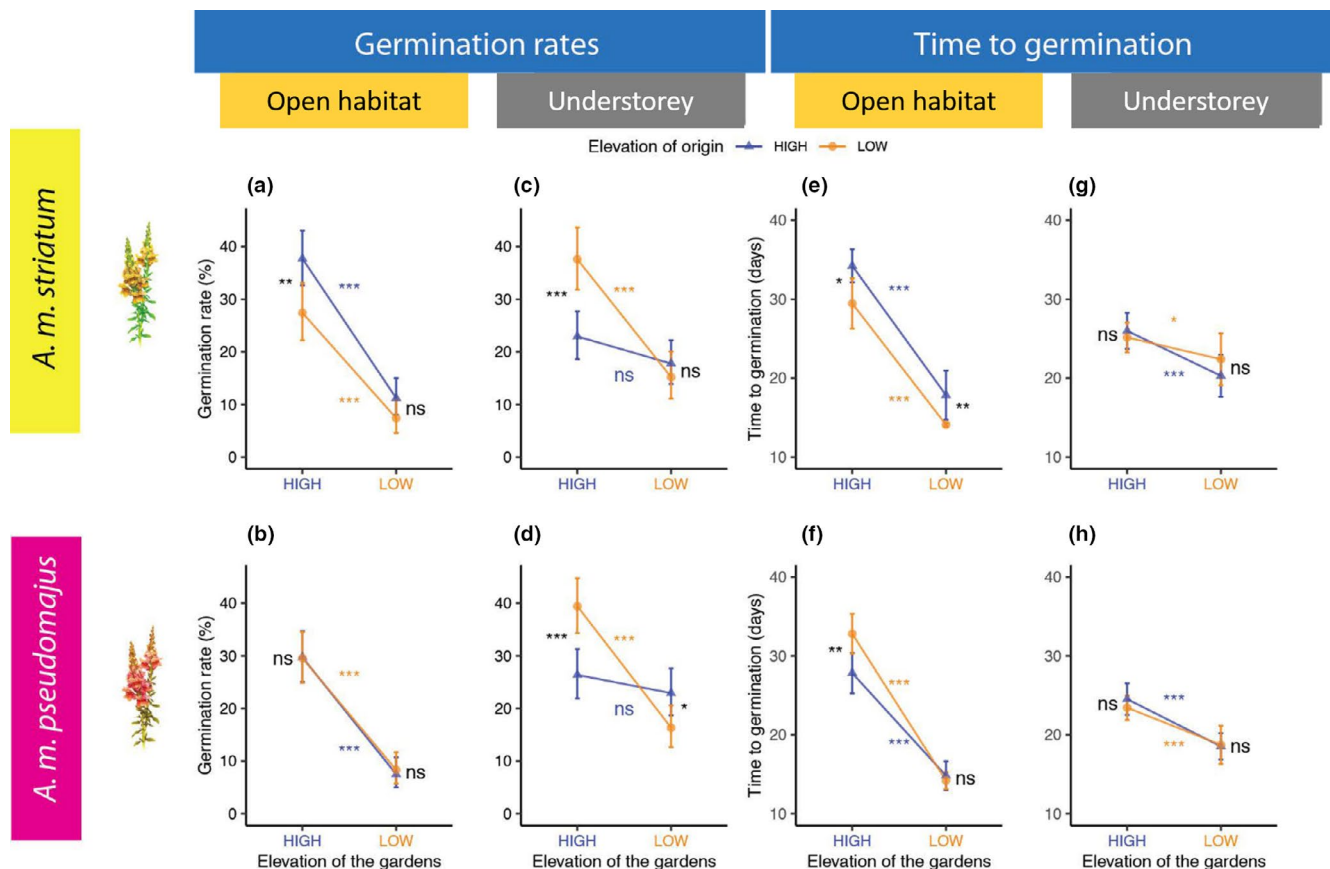 Germination rates Time to germination
Open habitat Understorey Open habitat Understorey
Elevation of origin HIGH LOW
A. m. striatum
(a) (c) (e) (g)
Germination rate (%)
40
30
20
10
0
**
***
***
ns
HIGH LOW
40
30
20
10
0
***
***
ns
ns
HIGH LOW
Time to germination (days)
40
30
20
10
*
***
***
**
HIGH LOW
40
30
20
10
ns
*
***
ns
HIGH LOW
A. m. pseudomajus
(b) (d) (f) (h)
Germination rate (%)
40
30
20
10
0
ns
***
***
ns
HIGH LOW
Elevation of the gardens
40
30
20
10
0
***
***
ns
*
HIGH LOW
Elevation of the gardens
Time to germination (days)
40
30
20
10
**
***
***
ns
HIGH LOW
Elevation of the gardens
40
30
20
10
ns
***
***
ns
HIGH LOW
Elevation of the gardens